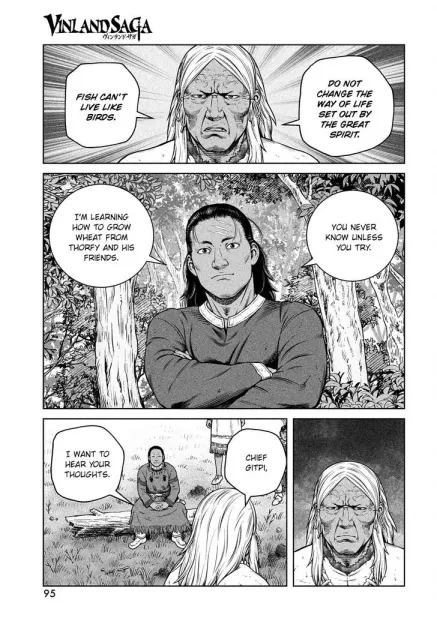 VINLAND SAGA
ヴィンランド・サガ
DO NOT
CHANGE THE
WAY OF LIFE
SET OUT BY
THE GREAT
SPIRIT.
FISH CAN'T
LIVE LIKE
BIRDS.
YOU NEVER
KNOW UNLESS
YOU TRY.
I'M LEARNING
HOW TO GROW
WHEAT FROM
THORFY AND HIS
FRIENDS.
CHIEF
GITPI,
I WANT TO
HEAR YOUR
THOUGHTS.
95